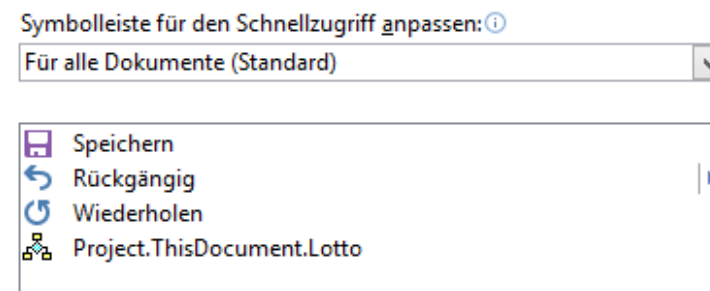 Symbolleiste für den Schnellzugriff anpassen:
Für alle Dokumente (Standard)
Speichern
Rückgängig
Wiederholen
Project.ThisDocument.Lotto